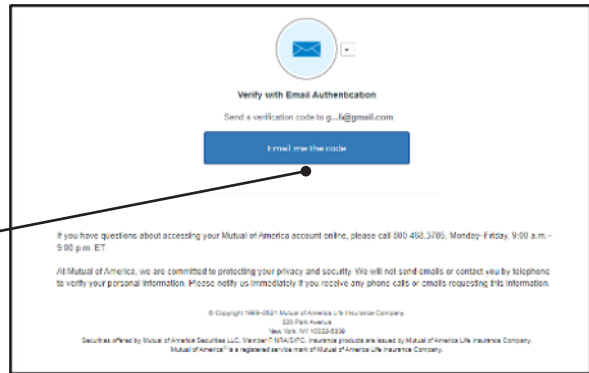 Verify with Email Authentication
Send a verification code to g...6@gmail.com
Email me the code
If you have questions about accessing your Mutual of America account online, please call 800.468.3785, Monday–Friday, 9:00 a.m.–
9:00 p.m. ET.
At Mutual of America, we are committed to protecting your privacy and security. We will not send emails or contact you by telephone
to verify your personal information. Please notify us immediately if you receive any phone calls or emails requesting this information.
© Copyright 1999–2021 Mutual of America Life Insurance Company.
320 Park Avenue
New York, NY 10022-6839
Securities offered by Mutual of America Securities LLC, Member FINRA/SIPC. Insurance products are issued by Mutual of America Life Insurance Company.
Mutual of America® is a registered service mark of Mutual of America Life Insurance Company.